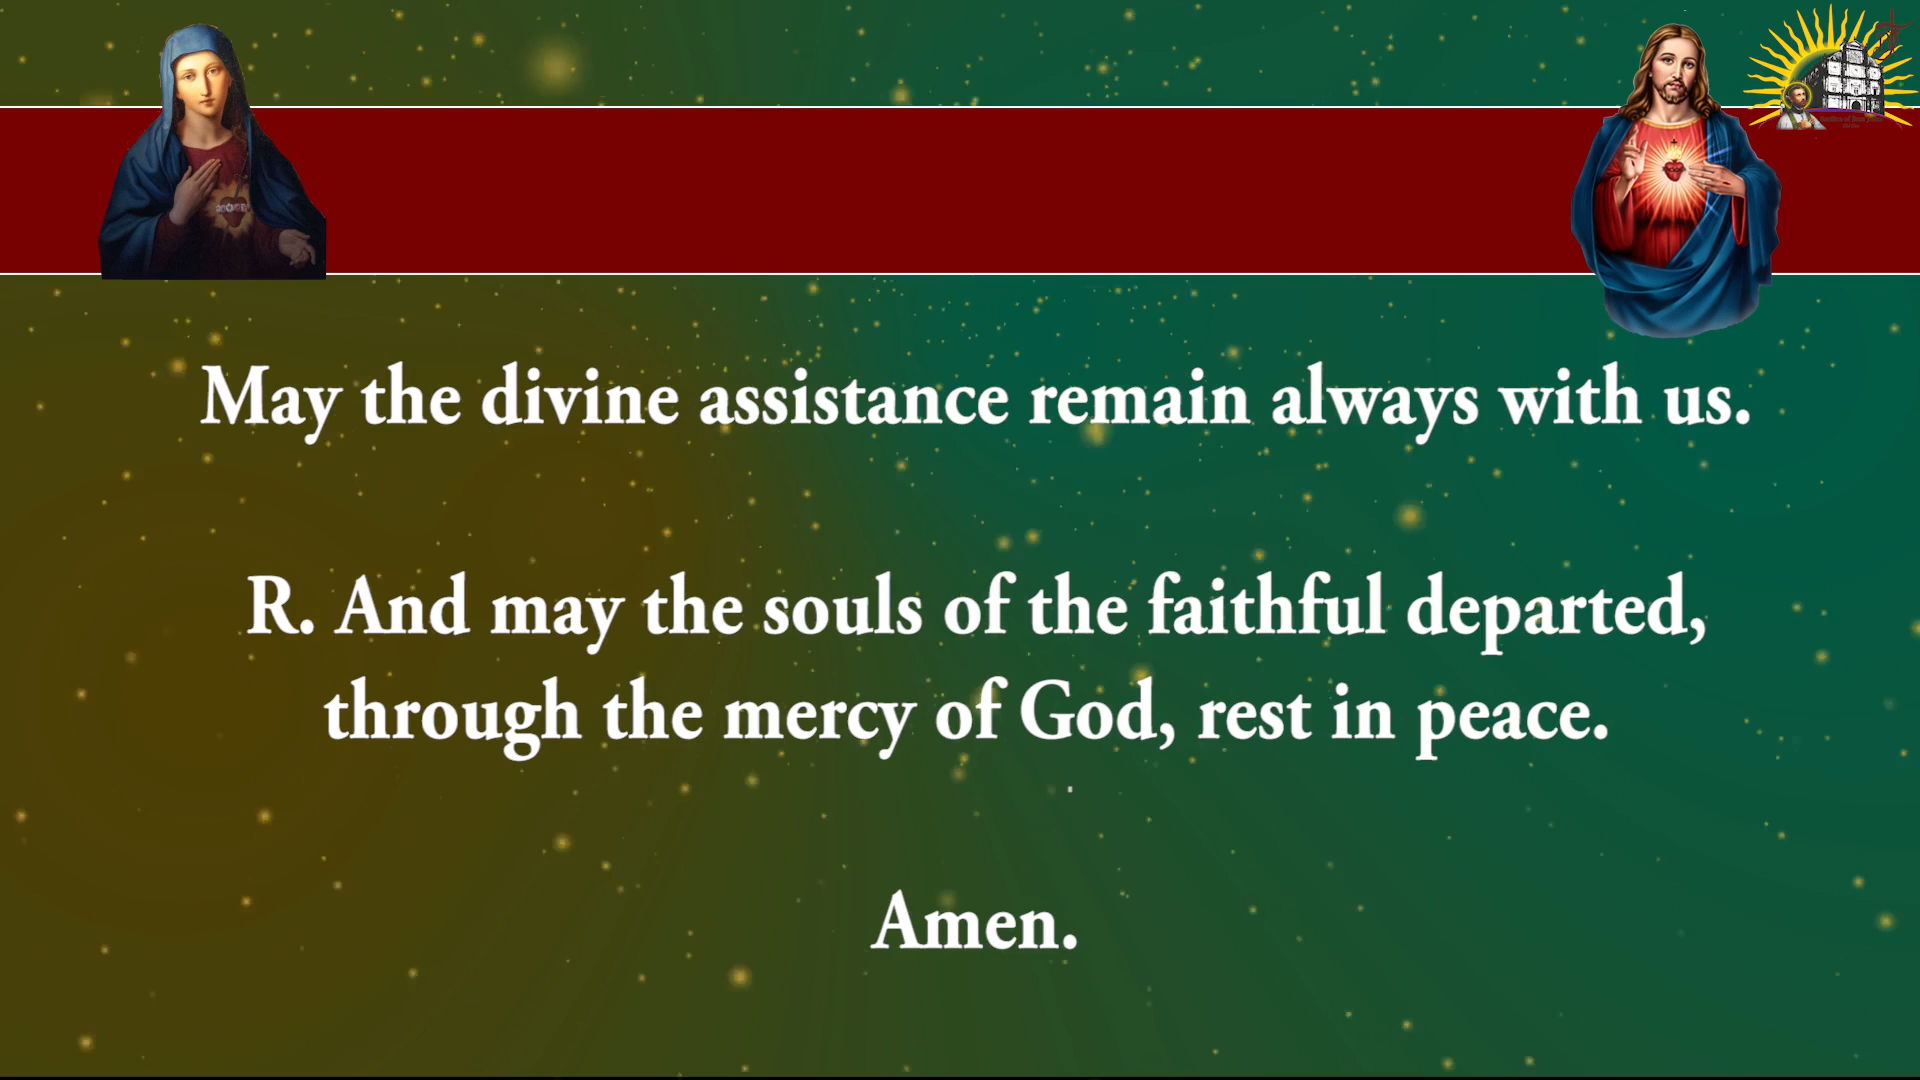 May the divine assistance remain always with us.
R. And may the souls of the faithful departed,
through the mercy of God, rest in peace.
Amen.